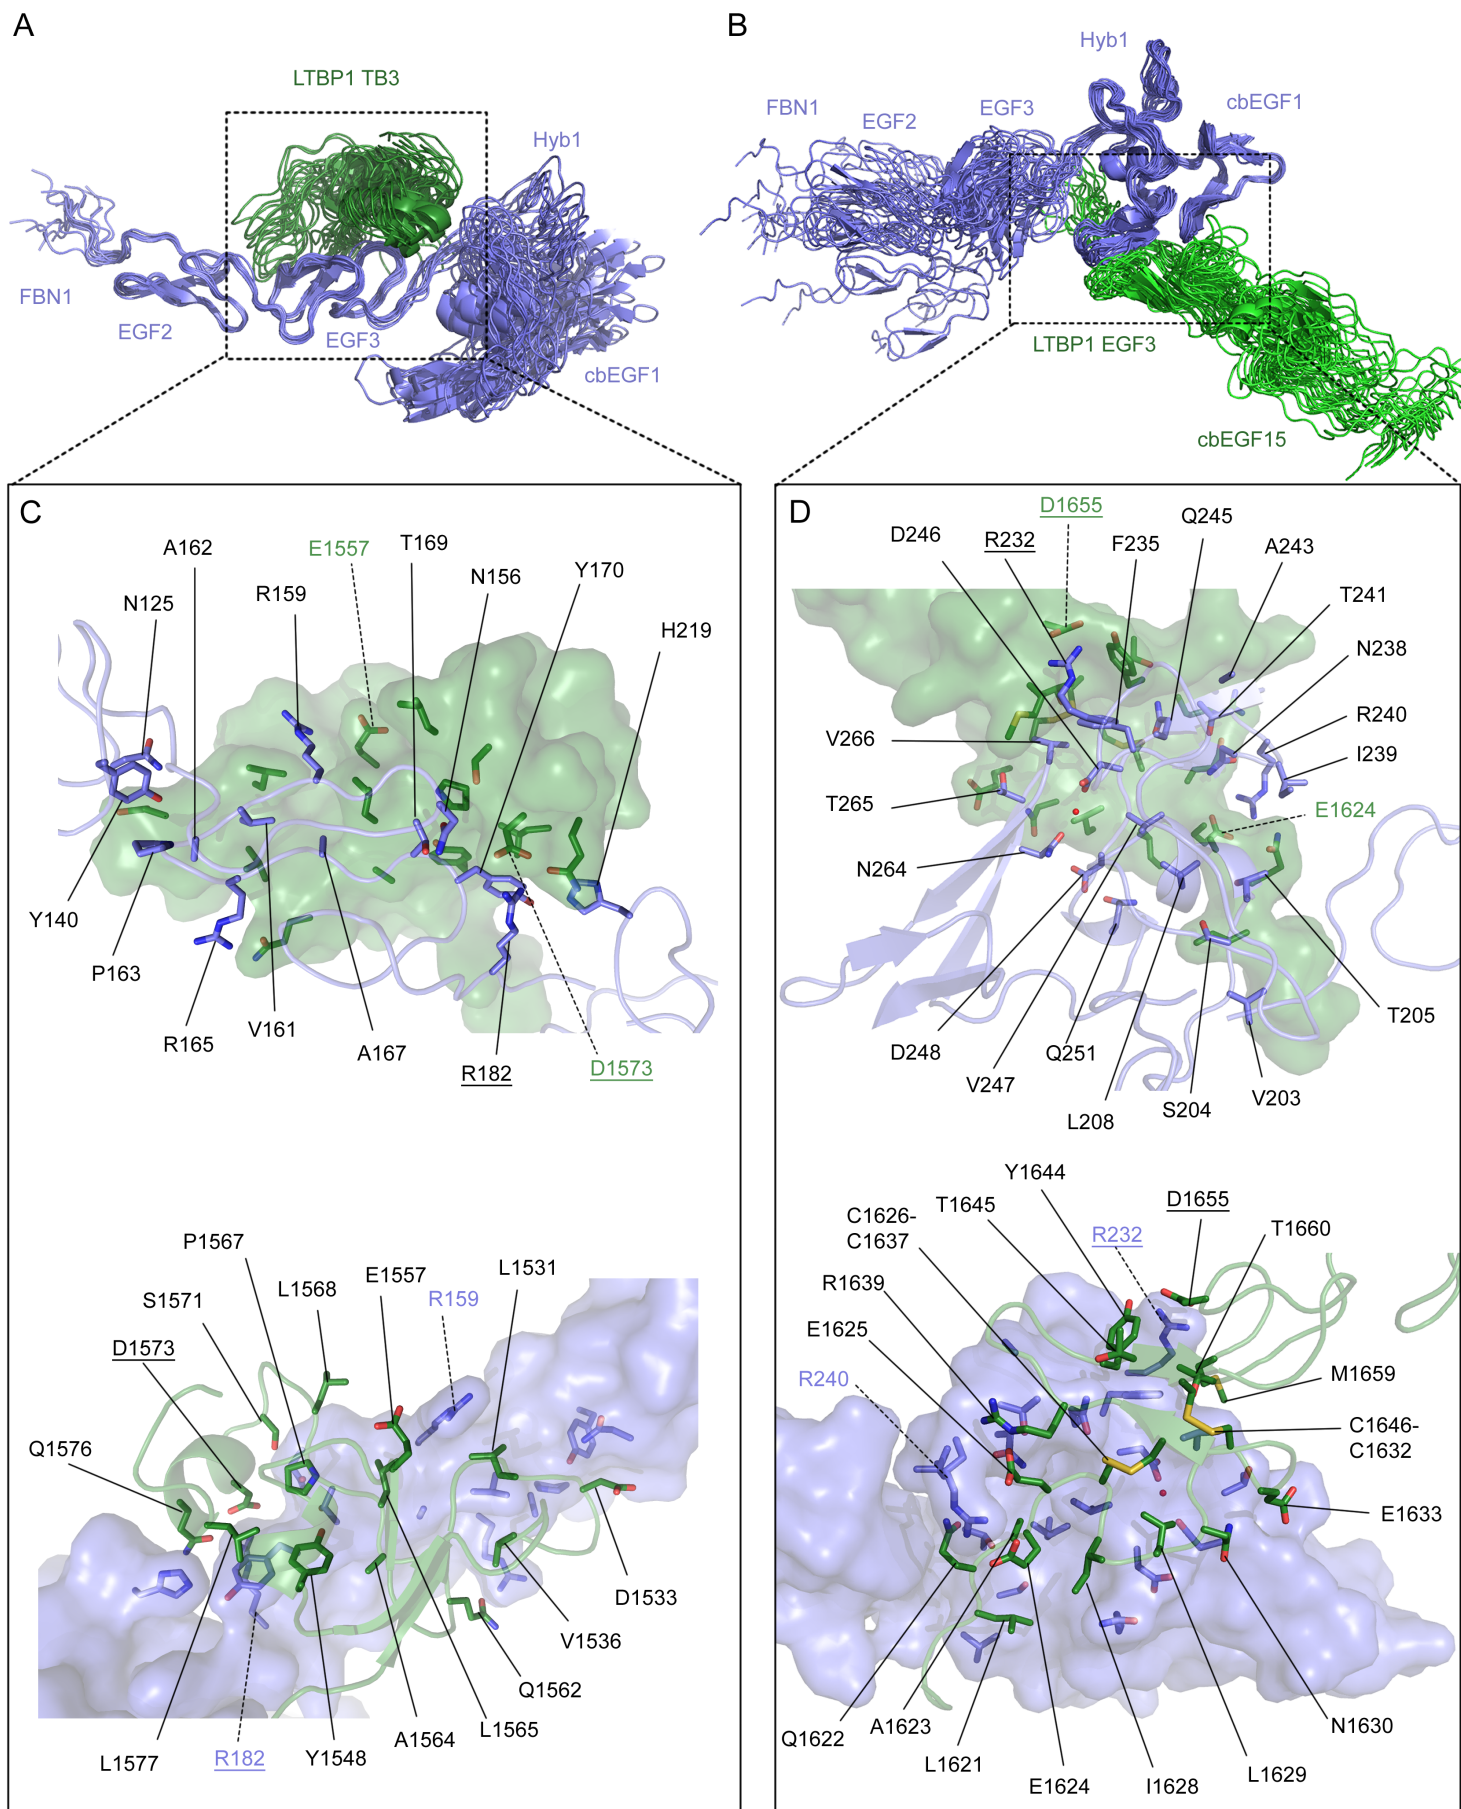 A
LTBP1 TB3
Hyb1
FBN1
EGF2
EGF3
cbEGF1
B
Hyb1
FBN1
EGF2
EGF3
cbEGF1
LTBP1 EGF3
cbEGF15
C
A162
E1557
T169
N156
Y170
N125
R159
H219
Y140
P163
R165
V161
A167
R182
D1573
P1567
S1571
L1568
E1557
L1531
R159
D1573
Q1576
D1533
V1536
Q1562
L1565
A1564
Y1548
R182
L1577
D
D1655
D246
R232
F235
Q245
A243
T241
N238
V266
R240
I239
T265
E1624
N264
D248
V247
Q251
L208
S204
V203
T205
Y1644
T1645
D1655
C1626-
C1637
R232
T1660
R1639
E1625
R240
M1659
C1646-
C1632
E1633
Q1622
A1623
L1621
E1624
I1628
L1629
N1630